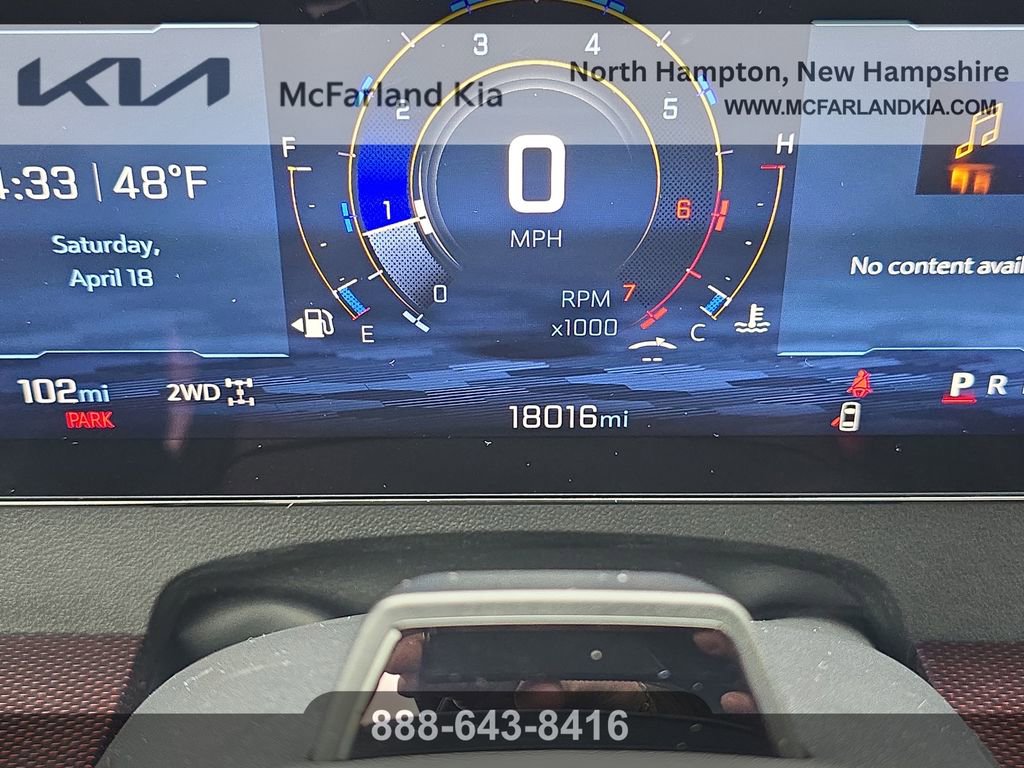 KIA
McFarland Kia
North Hampton, New Hampshire
WWW.MCFARLANDKIA.COM
:33 | 48°F
Saturday,
April 18
F
E
0
1
2
3
4
5
6
7
0
MPH
RPM
x1000
H
C
--
No content avail
102mi
PARK
2WD
18016mi
P R
888-643-8416